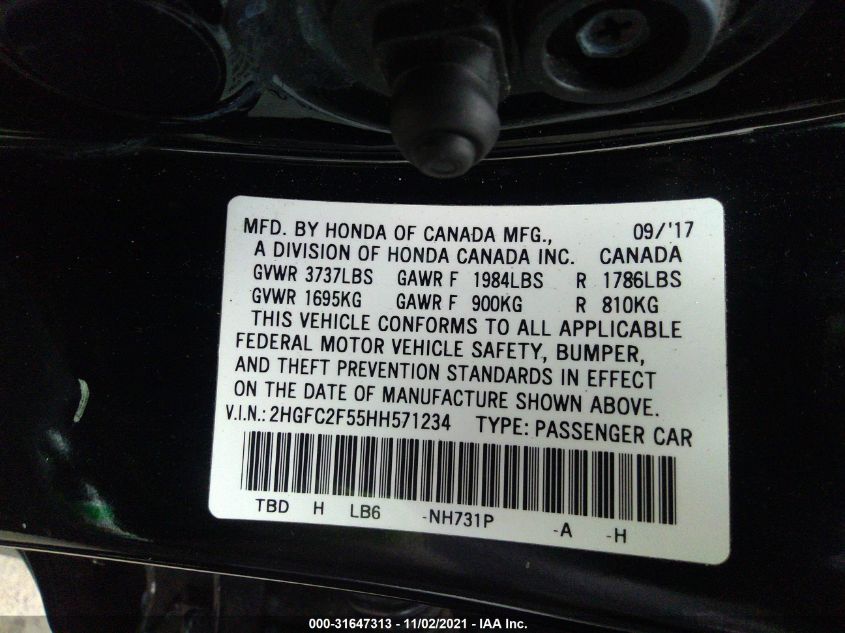 MFD. BY HONDA OF CANADA MFG., 09/'17
A DIVISION OF HONDA CANADA INC. CANADA
GVWR 3737LBS GAWR F 1984LBS R 1786LBS
GVWR 1695KG GAWR F 900KG R 810KG
THIS VEHICLE CONFORMS TO ALL APPLICABLE
FEDERAL MOTOR VEHICLE SAFETY, BUMPER,
AND THEFT PREVENTION STANDARDS IN EFFECT
ON THE DATE OF MANUFACTURE SHOWN ABOVE.
V.I.N.: 2HGFC2F55HH571234 TYPE: PASSENGER CAR
TBD H LB6 -NH731P -A -H
000-31647313 — 11/02/2021 - IAA Inc.